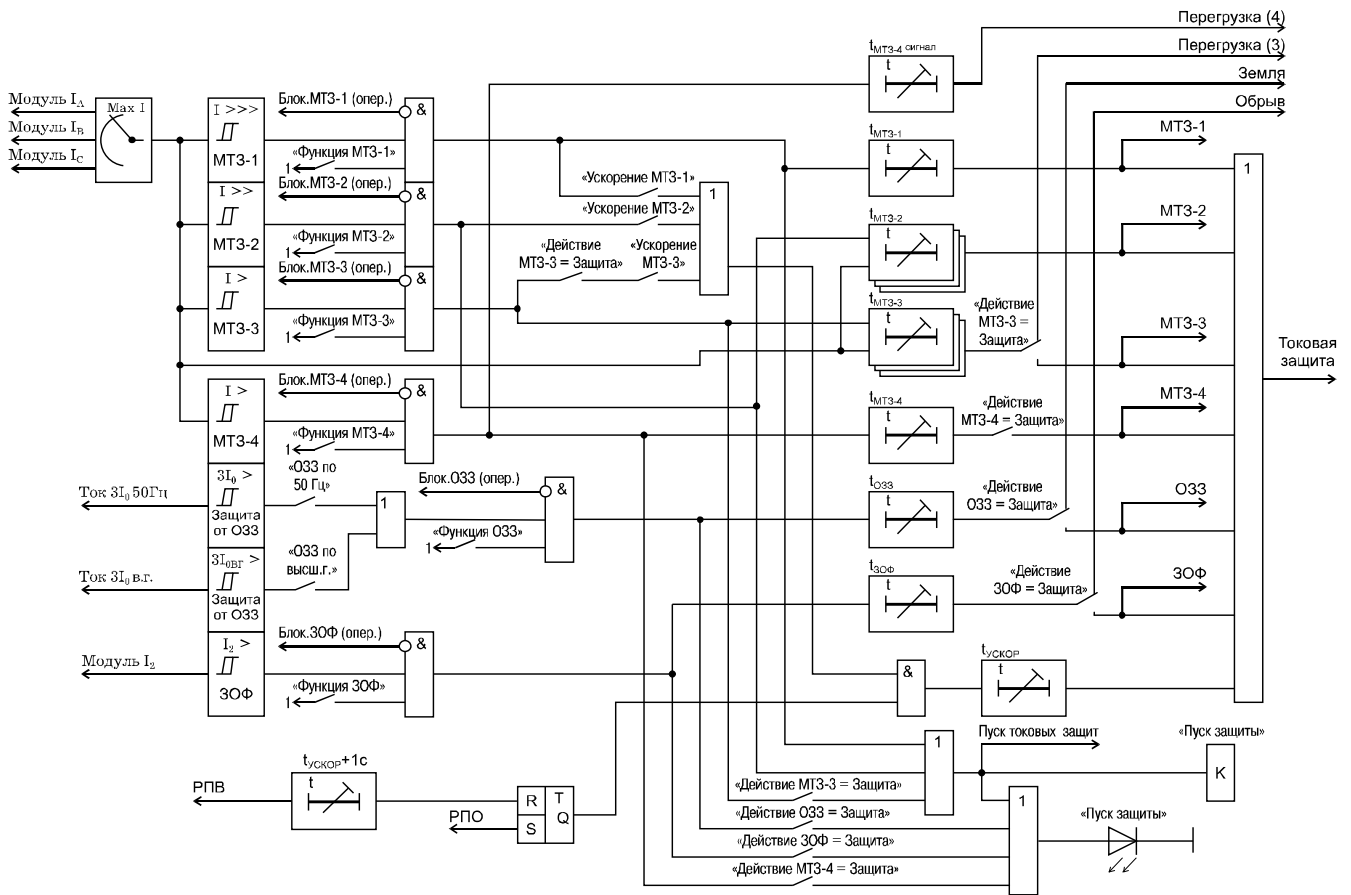 Перегрузка (4)
tМТЗ-4 сигнал
t
Перегрузка (3)
Земля
Обрыв
Модуль IA
Модуль IB
Модуль IC
Max I
I >>>
МТЗ-1
Блок.МТЗ-1 (опер.)
&
«Функция МТЗ-1»
1
I >>
МТЗ-2
Блок.МТЗ-2 (опер.)
&
«Функция МТЗ-2»
1
I >
МТЗ-3
Блок.МТЗ-3 (опер.)
&
«Функция МТЗ-3»
1
«Ускорение МТЗ-1»
«Ускорение МТЗ-2»
«Действие
МТЗ-3 = Защита»
«Ускорение
МТЗ-3»
1
tМТЗ-1
t
МТЗ-1
1
tМТЗ-2
t
МТЗ-2
tМТЗ-3
t
«Действие
МТЗ-3 =
Защита»
МТЗ-3
Токовая
защита
I >
МТЗ-4
Блок.МТЗ-4 (опер.)
&
«Функция МТЗ-4»
1
tМТЗ-4
t
«Действие
МТЗ-4 = Защита»
МТЗ-4
Ток 3I0 50Гц
3I0 >
Защита
от ОЗЗ
«ОЗЗ по
50 Гц»
1
Блок.ОЗЗ (опер.)
&
«Функция ОЗЗ»
1
tОЗЗ
t
«Действие
ОЗЗ = Защита»
ОЗЗ
Ток 3I0 в.г.
3I0ВГ >
Защита
от ОЗЗ
«ОЗЗ по
высш.г.»
tЗОФ
t
«Действие
ЗОФ = Защита»
ЗОФ
Модуль I2
I2 >
ЗОФ
Блок.ЗОФ (опер.)
&
«Функция ЗОФ»
1
&
tУСКОР
t
1
Пуск токовых защит
«Пуск защиты»
K
РПВ
tУСКОР+1с
t
РПО
R
S
T
Q
«Действие МТЗ-3 = Защита»
«Действие ОЗЗ = Защита»
«Действие ЗОФ = Защита»
«Действие МТЗ-4 = Защита»
1
«Пуск защиты»